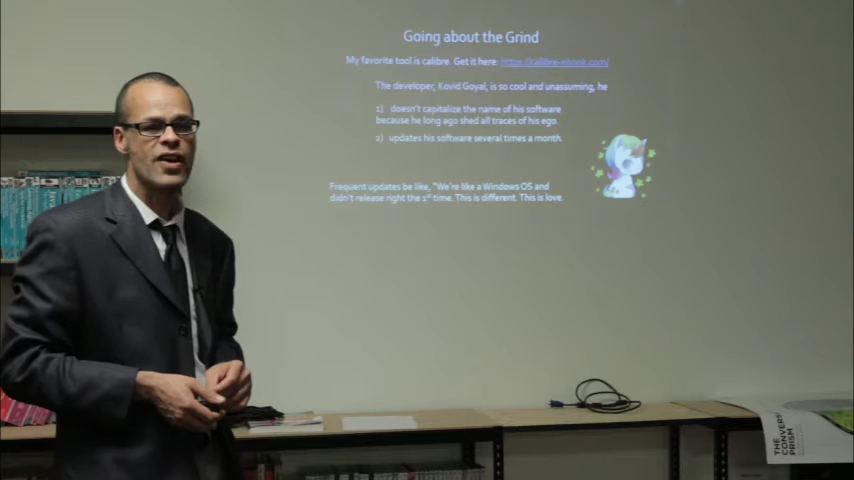 Going about the Grind
My favorite tool is calibre. Get it here: https://calibre-ebook.com/
The developer, Kovid Goyal, is so cool and unassuming, he
1) doesn't capitalize the name of his software
because he long ago shed all traces of his ego.
2) updates his software several times a month
Frequent updates be like, "We're like a Windows OS and
didn't release right the 1st time. This is different. This is love.
THE
CONVERS
PRISM